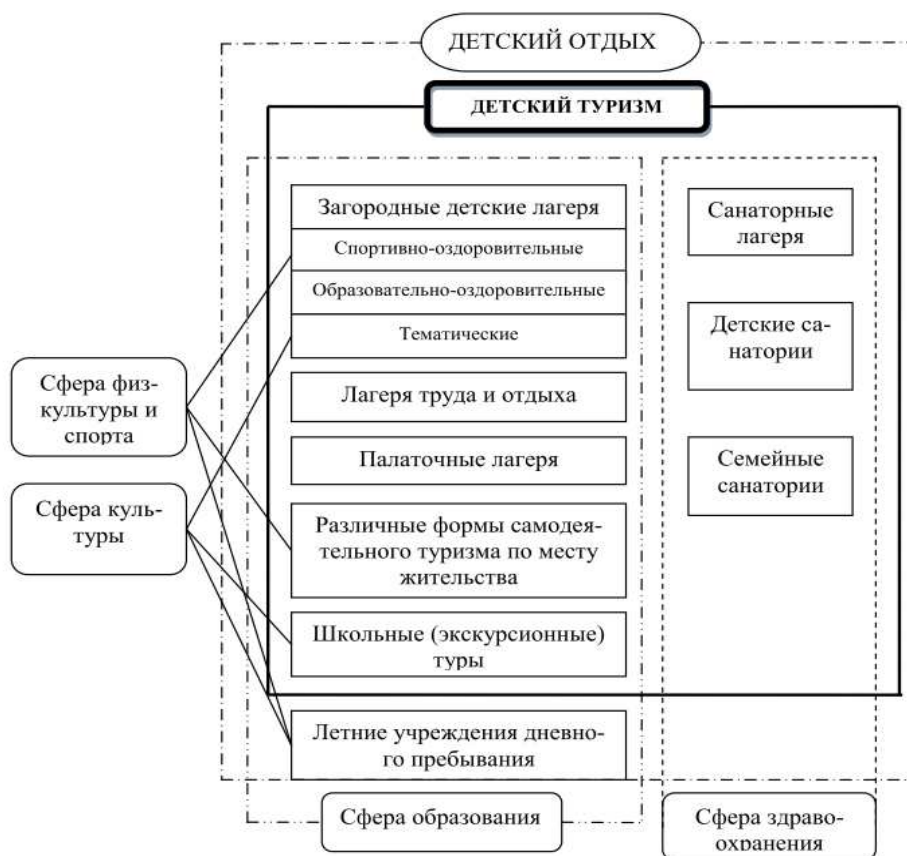 ДЕТСКИЙ ОТДЫХ
ДЕТСКИЙ ТУРИЗМ
Загородные детские лагеря
Спортивно-оздоровительные
Образовательно-оздоровительные
Тематические
Лагеря труда и отдыха
Палаточные лагеря
Различные формы самодея-
тельного туризма по месту
жительства
Школьные (экскурсионные)
туры
Летние учреждения дневно-
го пребывания
Санаторные
лагеря
Детские са-
натории
Семейные
санатории
Сфера физ-
культуры и
спорта
Сфера куль-
туры
Сфера образования
Сфера здраво-
охранения